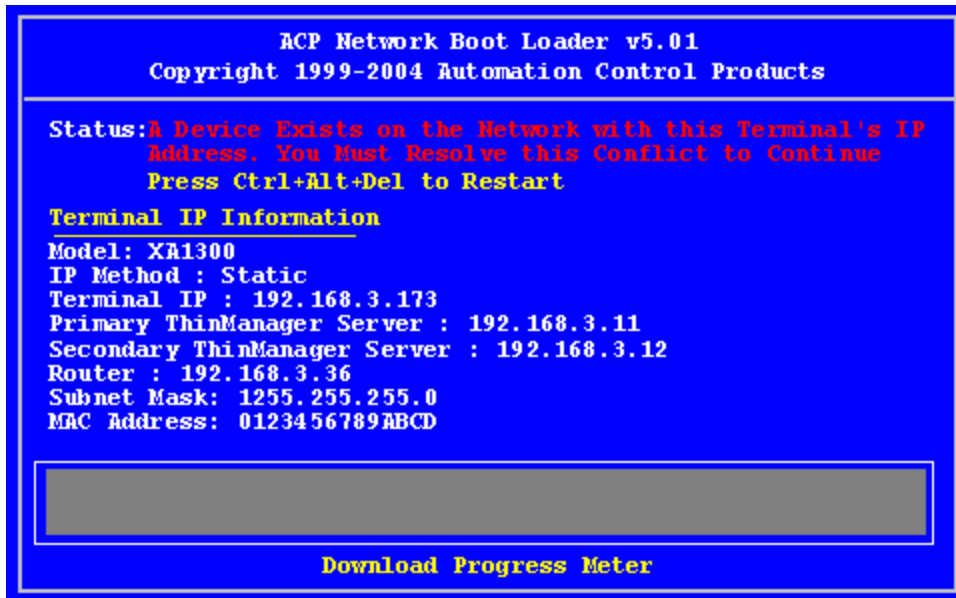 ACP Network Boot Loader v5.01
Copyright 1999-2004 Automation Control Products
Status:A Device Exists on the Network with this Terminal's IP
Address. You Must Resolve this Conflict to Continue
Press Ctrl+Alt+Del to Restart
Terminal IP Information
Model: XA1300
IP Method : Static
Terminal IP : 192.168.3.173
Primary ThinManager Server : 192.168.3.11
Secondary ThinManager Server : 192.168.3.12
Router : 192.168.3.36
Subnet Mask: 1255.255.255.0
MAC Address: 0123456789ABCD
Download Progress Meter